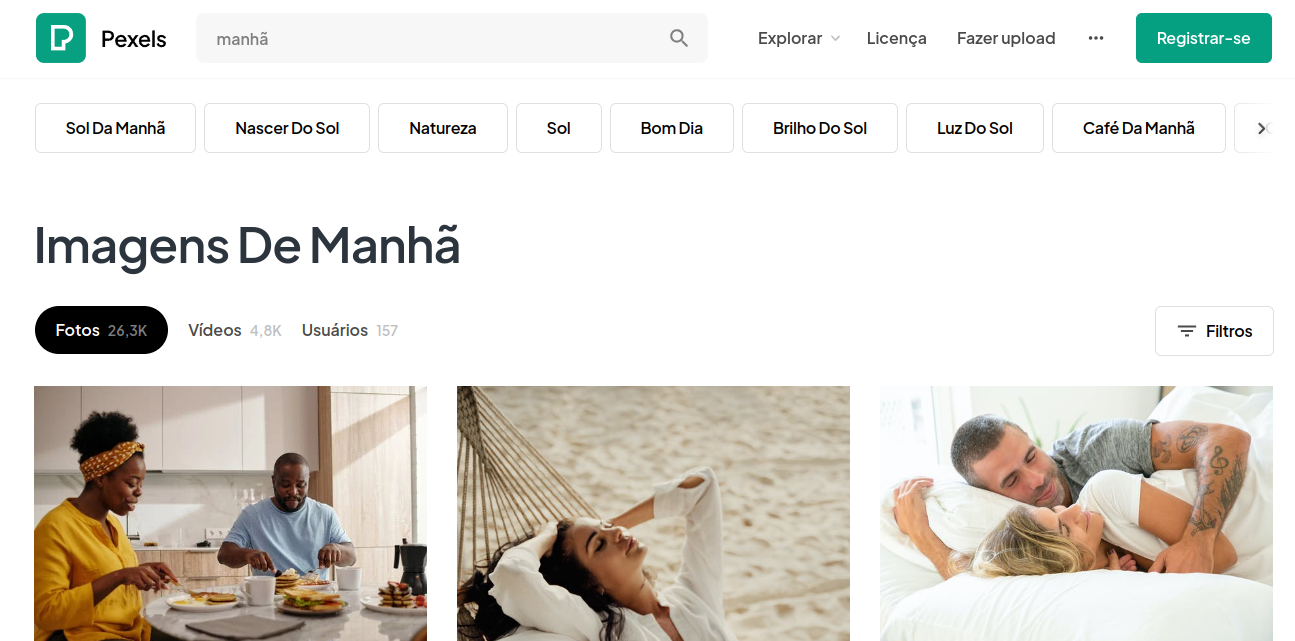 Pexels
manhã
Explorar
Licença
Fazer upload
Registrar-se
Sol Da Manhã
Nascer Do Sol
Natureza
Sol
Bom Dia
Brilho Do Sol
Luz Do Sol
Café Da Manhã
Imagens De Manhã
Fotos 26,3K
Vídeos 4,8K
Usuários 157
Filtros